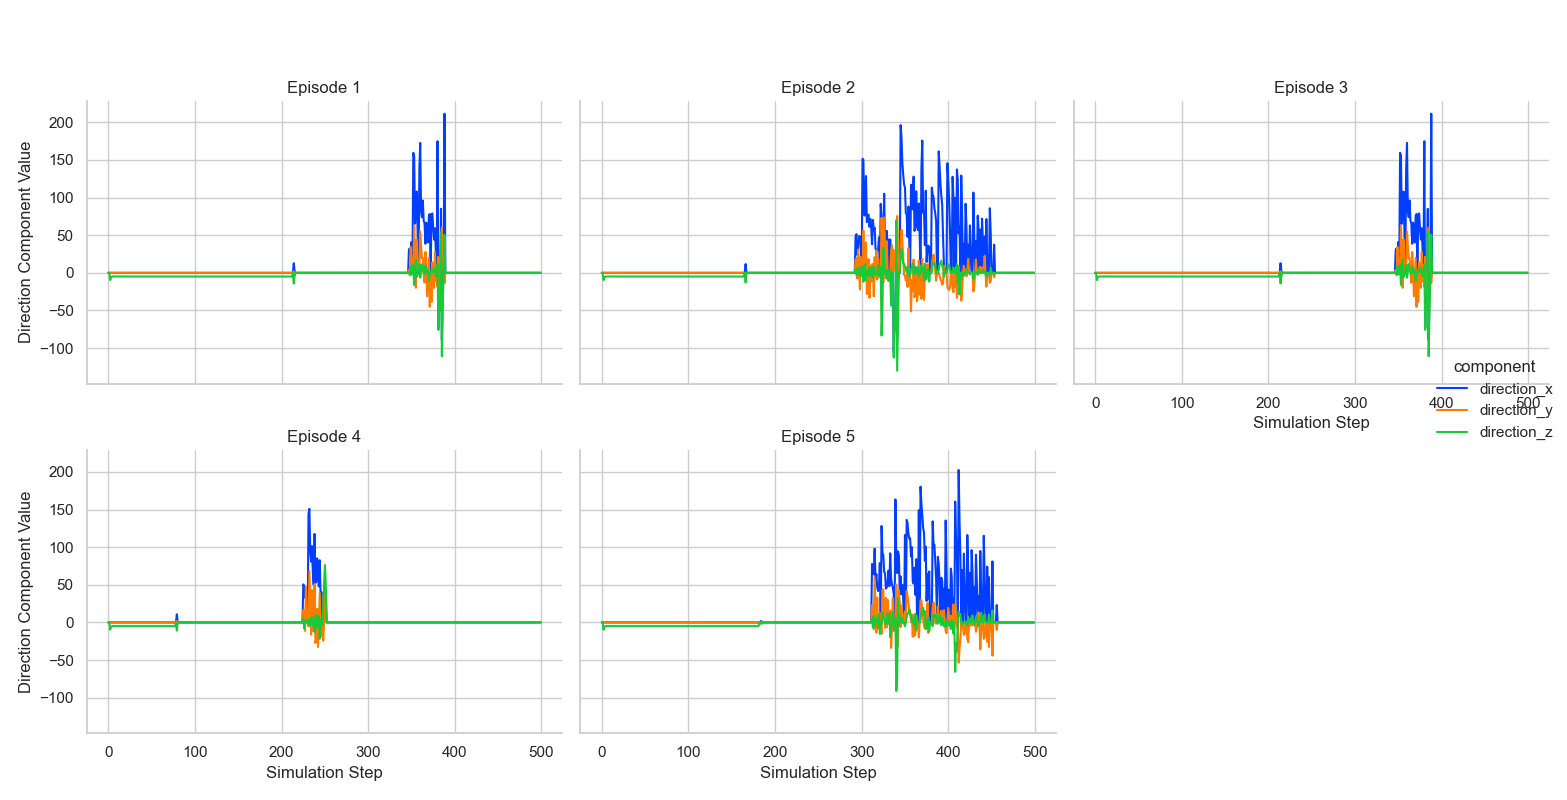 Episode 1
Episode 2
Episode 3
Direction Component Value
200
150
100
50
0
−50
−100
0
100
200
300
400
500
Simulation Step
component
direction_x
direction_y
direction_z
Episode 4
Episode 5
Direction Component Value
200
150
100
50
0
−50
−100
0
100
200
300
400
500
Simulation Step
0
100
200
300
400
500
Simulation Step